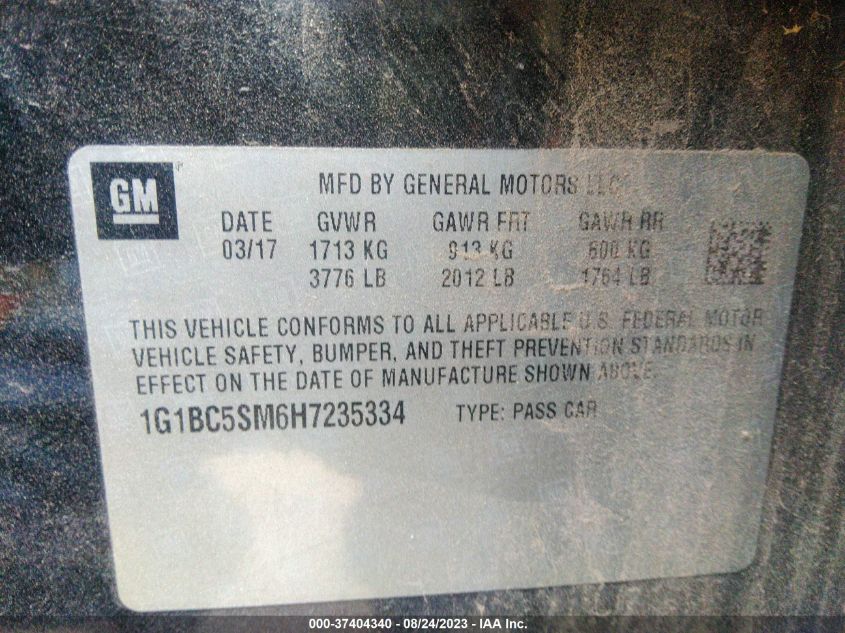 GM
MFD BY GENERAL MOTORS LLC
DATE GVWR GAWR FRT GAWR RR
03/17 1713 KG 913 KG 800 KG
3776 LB 2012 LB 1764 LB
THIS VEHICLE CONFORMS TO ALL APPLICABLE U.S. FEDERAL MOTOR
VEHICLE SAFETY, BUMPER, AND THEFT PREVENTION STANDARDS IN
EFFECT ON THE DATE OF MANUFACTURE SHOWN ABOVE.
1G1BC5SM6H7235334 TYPE: PASS CAR
000-37404340 - 08/24/2023 - IAA Inc.